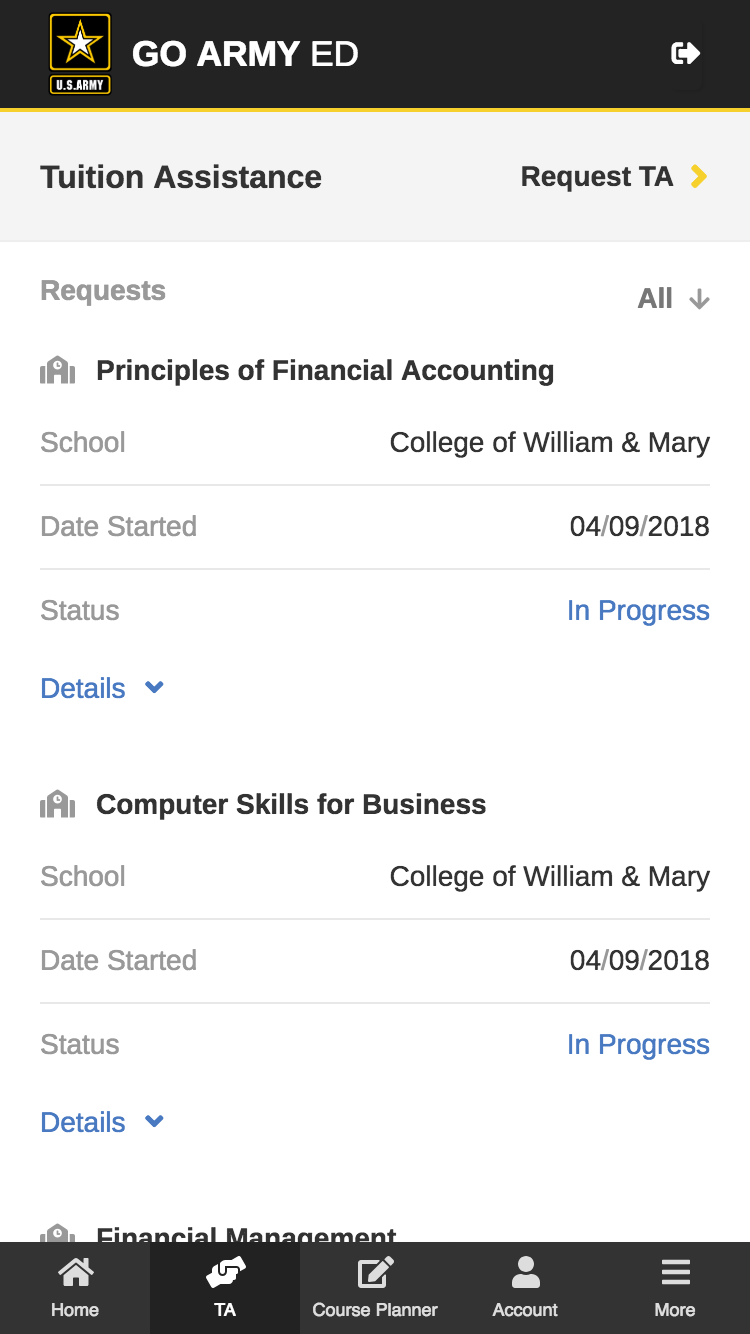 U.S.ARMY
GO ARMY ED
Tuition Assistance
Request TA
Requests
All
Principles of Financial Accounting
School College of William & Mary
Date Started 04/09/2018
Status In Progress
Details
Computer Skills for Business
School College of William & Mary
Date Started 04/09/2018
Status In Progress
Details
Financial Management
Home TA Course Planner Account More